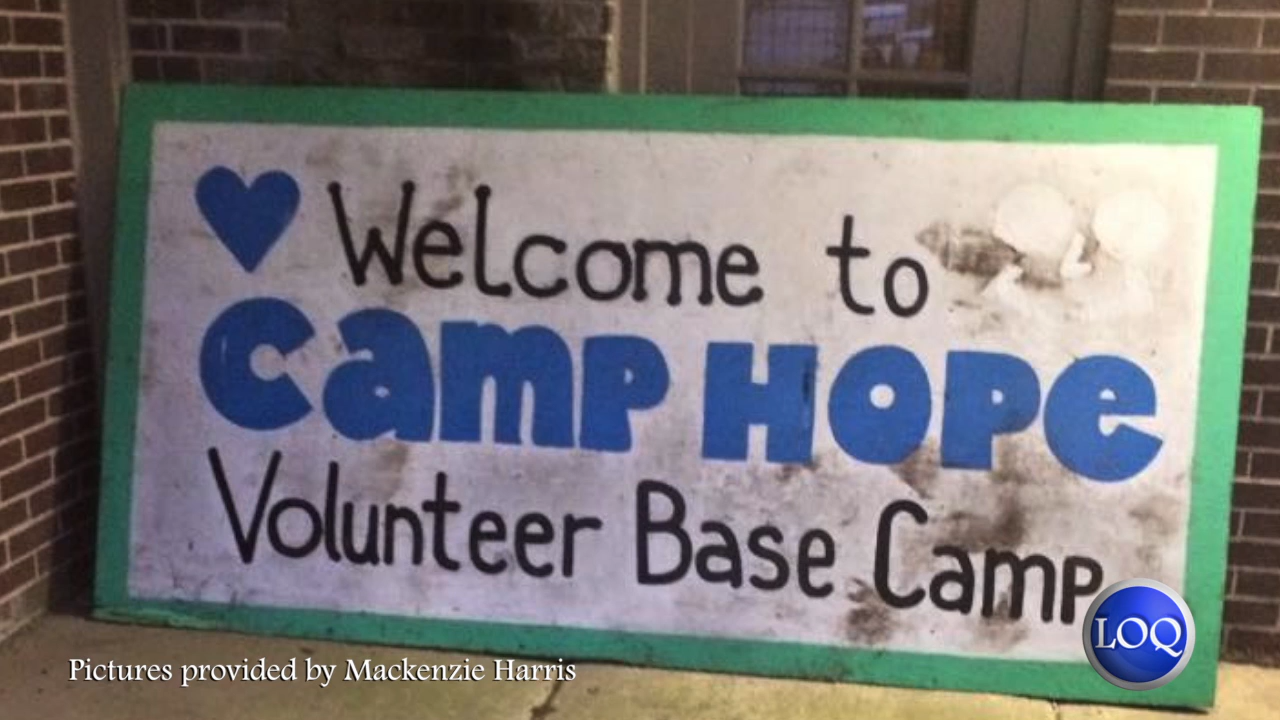 Welcome to
Camp Hope
Volunteer Base Camp
LOQ
Pictures provided by Mackenzie Harris